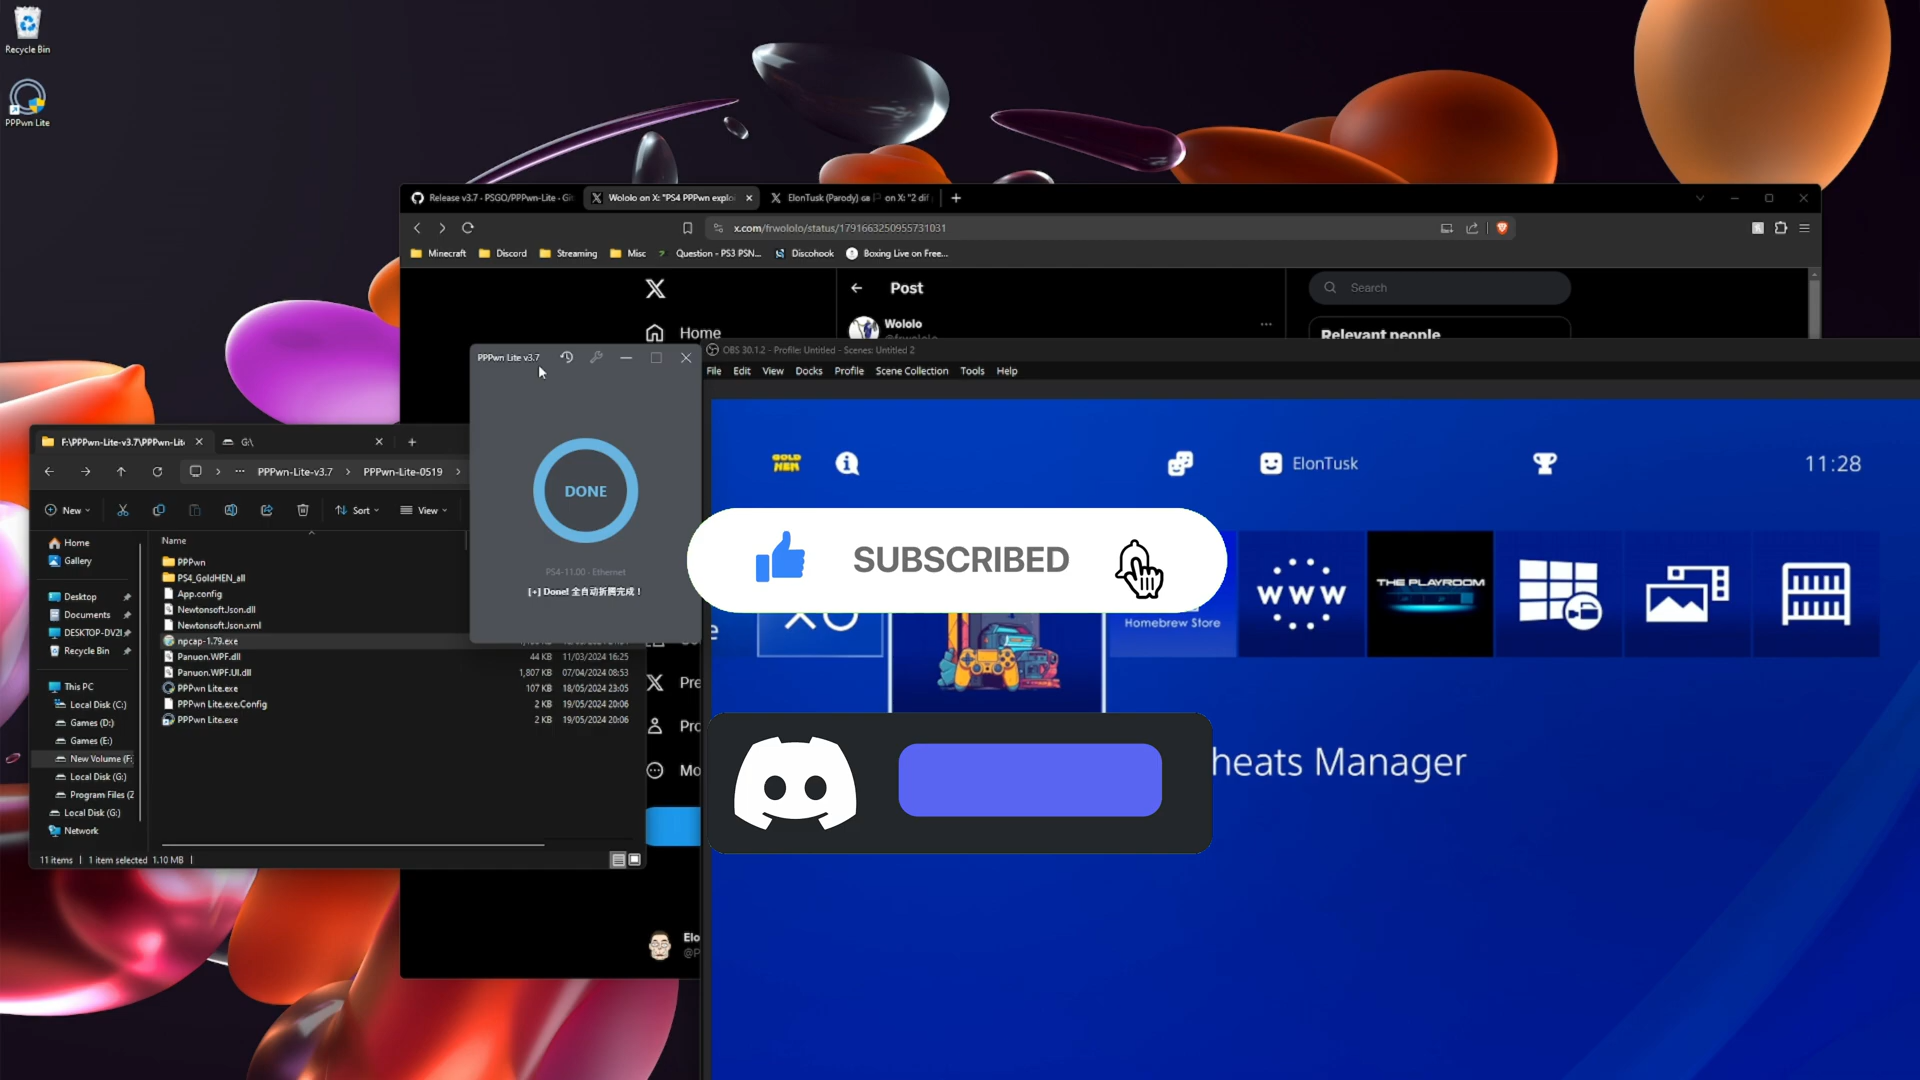 Recycle Bin
PPPwn Lite
Release v3.7 - PSGO/PPPwn-Lite - Git
Wololo on X: "PS4 PPPwn exploi
ElonTusk (Parody) on X: "2 dif
x.com/frwololo/status/1791663250955731031
Minecraft
Discord
Streaming
Misc
Question - PS3 PSN...
Discohook
Boxing Live on Free...
Post
Search
Home
Wololo
Relevant people
PPPwn Lite v3.7
OBS 30.1.2 - Profile: Untitled - Scenes: Untitled 2
File Edit View Docks Profile Scene Collection Tools Help
DONE
PS4-11.00 - Ethernet
[+] Done! 全自动折腾完成！
GOLD
HEN
ElonTusk
11:28
SUBSCRIBED
Homebrew Store
WWW
THE PLAYROOM
heats Manager
F:\PPPwn-Lite-v3.7\PPPwn-Lit
G:\
PPPwn-Lite-v3.7
PPPwn-Lite-0519
New
Sort
View
Home
Gallery
Desktop
Documents
DESKTOP-DV2I
Recycle Bin
This PC
Local Disk (C:)
Games (D:)
Games (E:)
New Volume (F:
Local Disk (G:)
Program Files (Z
Local Disk (G:)
Network
Name
PPPwn
PS4_GoldHEN_all
App.config
Newtonsoft.Json.dll
Newtonsoft.Json.xml
npcap-1.79.exe
Panuon.WPF.dll 44 KB 11/03/2024 16:25
Panuon.WPF.UI.dll 1,807 KB 07/04/2024 08:53
PPPwn Lite.exe 107 KB 18/05/2024 23:05
PPPwn Lite.exe.Config 2 KB 19/05/2024 20:06
PPPwn Lite.exe 2 KB 19/05/2024 20:06
11 items
1 item selected 1.10 MB
Pre
Pro
Mo
Elo
@P